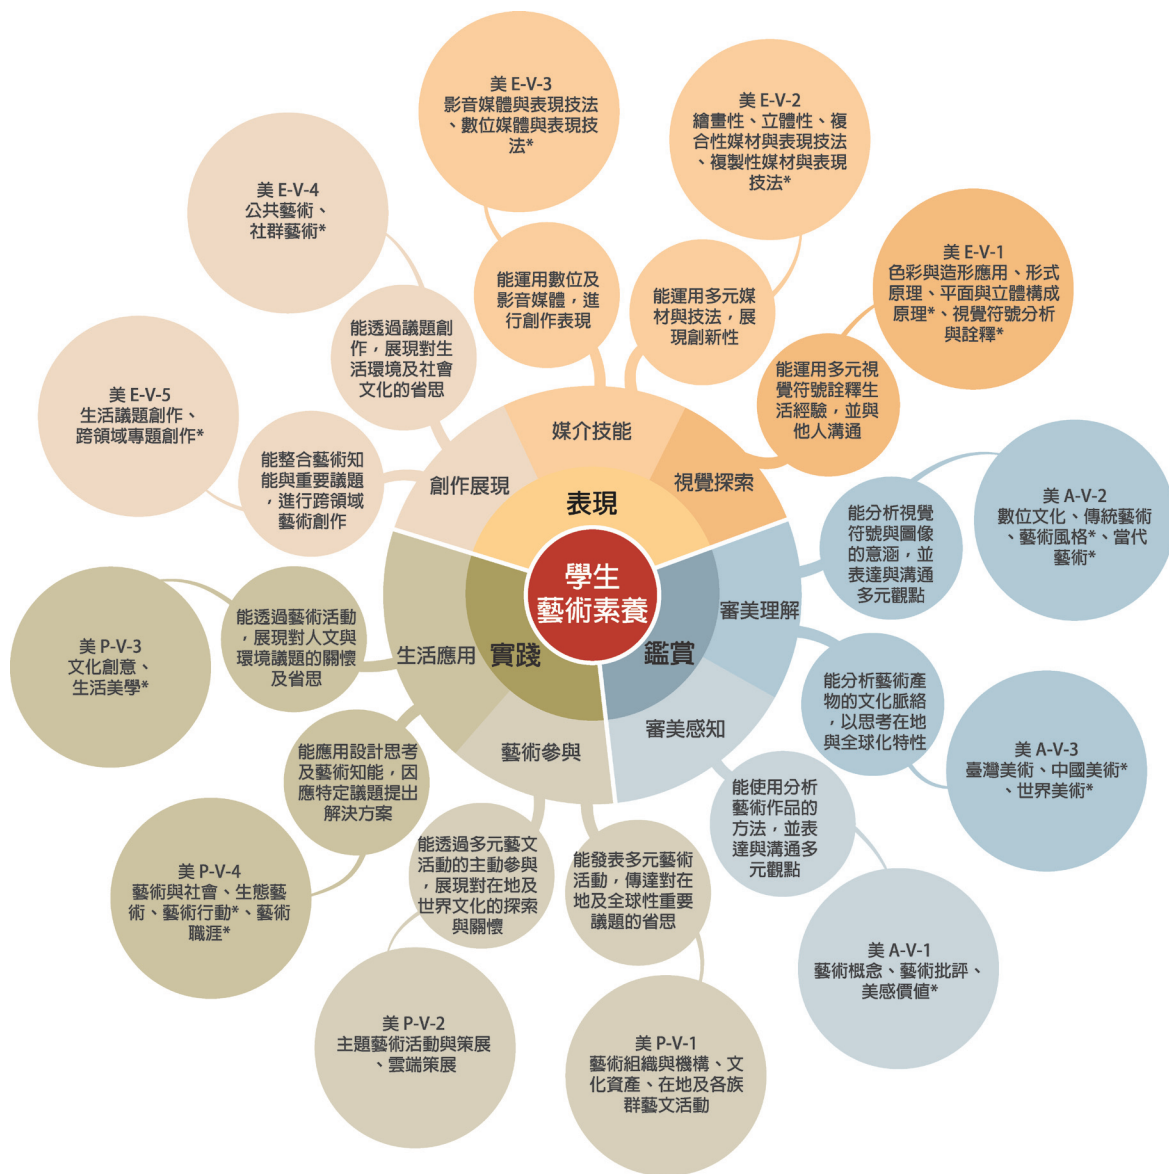 美 E-V-3
影音媒體與表現技法
、數位媒體與表現技
法*
美 E-V-2
繪畫性、立體性、複
合性媒材與表現技法
、複製性媒材與表現
技法*
美 E-V-4
公共藝術、
社群藝術*
美 E-V-1
色彩與造形應用、形式
原理、平面與立體構成
原理*、視覺符號分析
與詮釋*
能運用數位及
影音媒體，進
行創作表現
能運用多元媒
材與技法，展
現創新性
能透過議題創
作，展現對生
活環境及社會
文化的省思
能運用多元視
覺符號詮釋生
活經驗，並與
他人溝通
美 E-V-5
生活議題創作、
跨領域專題創作*
能整合藝術知
能與重要議題，
進行跨領域
藝術創作
創作展現
媒介技能
視覺探索
表現
學生
藝術素養
實踐
鑑賞
生活應用
藝術參與
審美理解
審美感知
能分析視覺
符號與圖像
的意涵，並
表達與溝通
多元觀點
美 A-V-2
數位文化、傳統藝術
、藝術風格*、當代
藝術*
美 P-V-3
文化創意、
生活美學*
能透過藝術活動
，展現對人文與
環境議題的關懷
及省思
能分析藝術產
物的文化脈絡
，以思考在地
與全球化特性
美 A-V-3
臺灣美術、中國美術*
、世界美術*
能應用設計思考
及藝術知能，因
應特定議題提出
解決方案
能使用分析
藝術作品的
方法，並表
達與溝通多
元觀點
美 P-V-4
藝術與社會、生態藝
術、藝術行動*、藝術
職涯*
能透過多元藝文
活動的主動參與
，展現對在地及
世界文化的探索
與關懷
能發表多元藝術
活動，傳達對在
地及全球性重要
議題的省思
美 A-V-1
藝術概念、藝術批評、
美感價值*
美 P-V-2
主題藝術活動與策展
、雲端策展
美 P-V-1
藝術組織與機構、文
化資產、在地及各族
群藝文活動